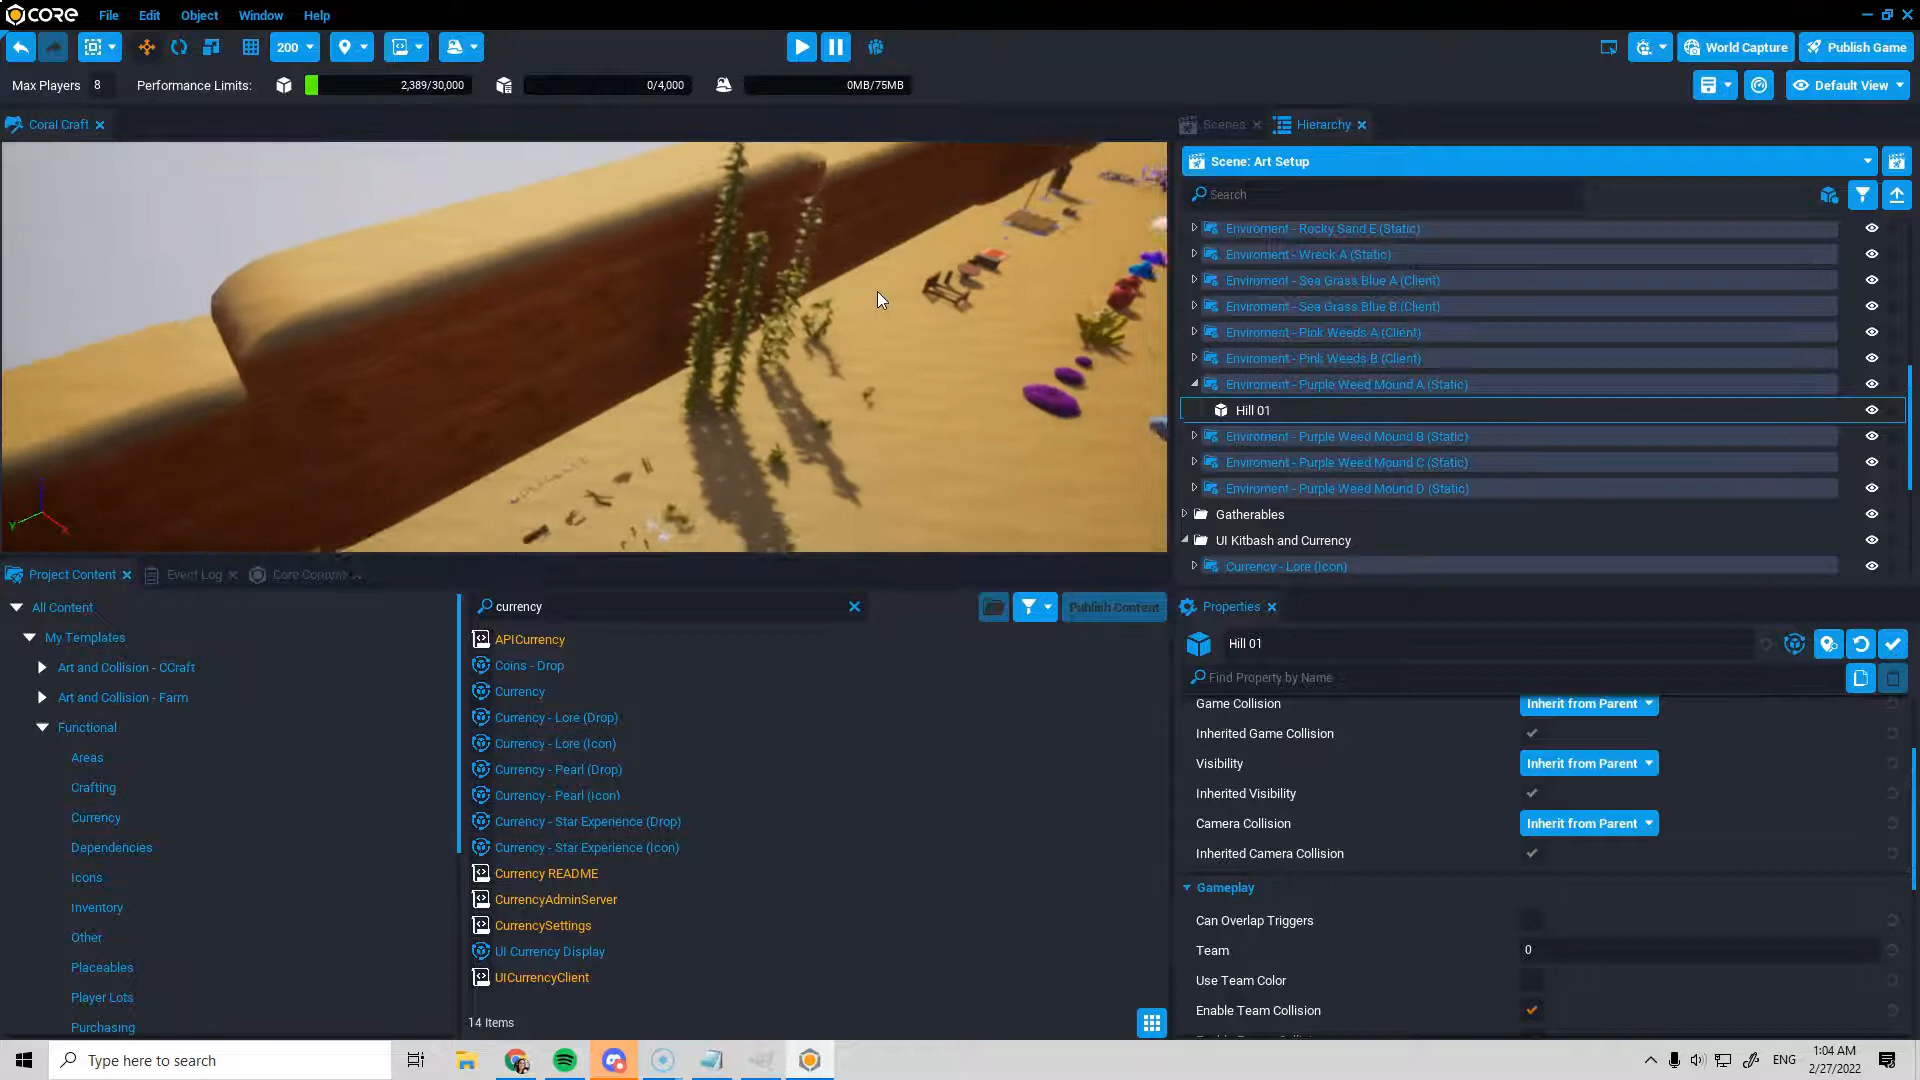 CORE File Edit Object Window Help
200 World Capture Publish Game
Max Players 8 Performance Limits: 2,389/30,000 0/4,000 0MB/75MB Default View
Coral Craft Scenes Hierarchy
Scene: Art Setup
Search
Enviroment - Rocky Sand E (Static)
Enviroment - Wreck A (Static)
Enviroment - Sea Grass Blue A (Client)
Enviroment - Sea Grass Blue B (Client)
Enviroment - Pink Weeds A (Client)
Enviroment - Pink Weeds B (Client)
Enviroment - Purple Weed Mound A (Static)
Hill 01
Enviroment - Purple Weed Mound B (Static)
Enviroment - Purple Weed Mound C (Static)
Enviroment - Purple Weed Mound D (Static)
Gatherables
UI Kitbash and Currency
Currency - Lore (Icon)
Project Content Event Log Core
All Content
My Templates
Art and Collision - CCraft
Art and Collision - Farm
Functional
Areas
Crafting
Currency
Dependencies
Icons
Inventory
Other
Placeables
Player Lots
Purchasing
currency Publish Content
APICurrency
Coins - Drop
Currency
Currency - Lore (Drop)
Currency - Lore (Icon)
Currency - Pearl (Drop)
Currency - Pearl (Icon)
Currency - Star Experience (Drop)
Currency - Star Experience (Icon)
Currency README
CurrencyAdminServer
CurrencySettings
UI Currency Display
UICurrencyClient
14 Items
Properties
Hill 01
Find Property by Name
Game Collision Inherit from Parent
Inherited Game Collision
Visibility Inherit from Parent
Inherited Visibility
Camera Collision Inherit from Parent
Inherited Camera Collision
Gameplay
Can Overlap Triggers
Team 0
Use Team Color
Enable Team Collision
Type here to search ENG 1:04 AM
2/27/2022